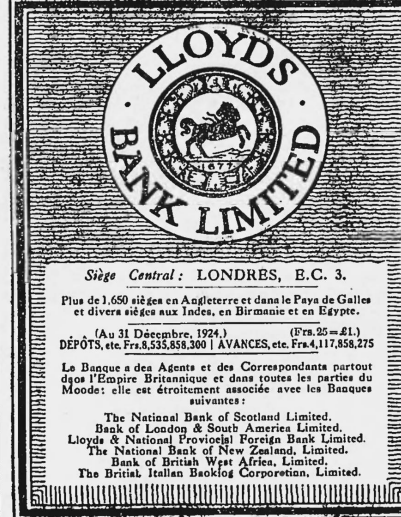 LLOYDS
BANK LIMITED
1677
Siège Central : LONDRES, E.C. 3.
Plus de 1,650 sièges en Angleterre et dans le Pays de Galles
et divers sièges aux Indes, en Birmanie et en Egypte.
(Au 31 Décembre, 1924.) (Frs.25=£1.)
DÉPÔTS, etc. Frs.8,535,858,300 | AVANCES, etc. Frs.4,117,858,275
La Banque a des Agents et des Correspondants partout
dans l'Empire Britannique et dans toutes les parties du
Monde: elle est étroitement associée avec les Banques
suivantes :
The National Bank of Scotland Limited.
Bank of London & South America Limited.
Lloyds & National Provincial Foreign Bank Limited.
The National Bank of New Zealand, Limited.
Bank of British West Africa, Limited.
The British Italian Banking Corporation, Limited.